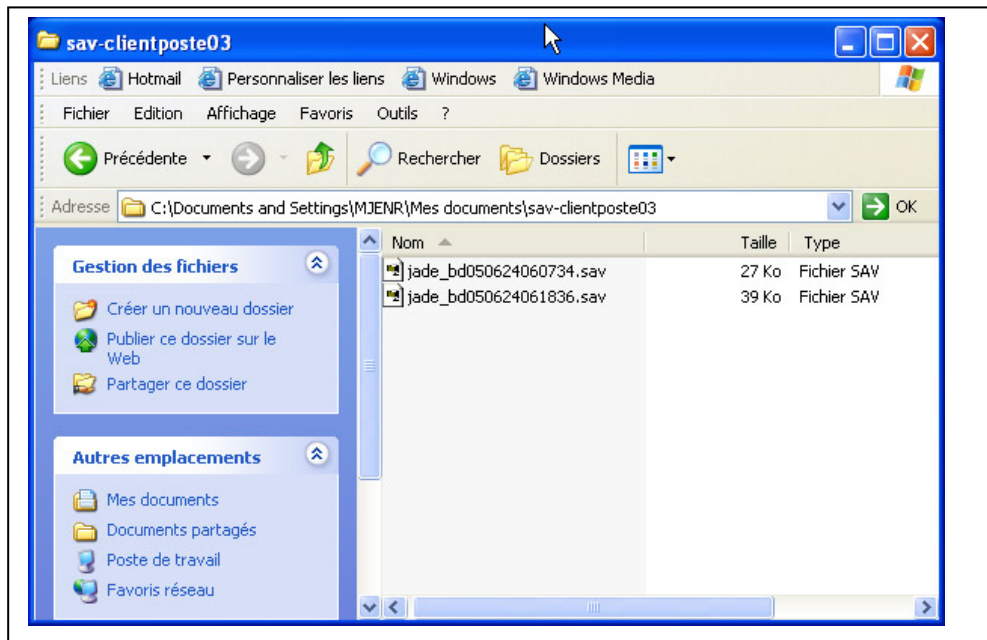 sav-clientposte03
Liens Hotmail Personnaliser les liens Windows Windows Media
Fichier Edition Affichage Favoris Outils ?
Précédente Rechercher Dossiers
Adresse C:\Documents and Settings\MJENR\Mes documents\sav-clientposte03 OK
Gestion des fichiers
Créer un nouveau dossier
Publier ce dossier sur le
Web
Partager ce dossier
Autres emplacements
Mes documents
Documents partagés
Poste de travail
Favoris réseau
Nom Taille Type
jade_bd050624060734.sav 27 Ko Fichier SAV
jade_bd050624061836.sav 39 Ko Fichier SAV